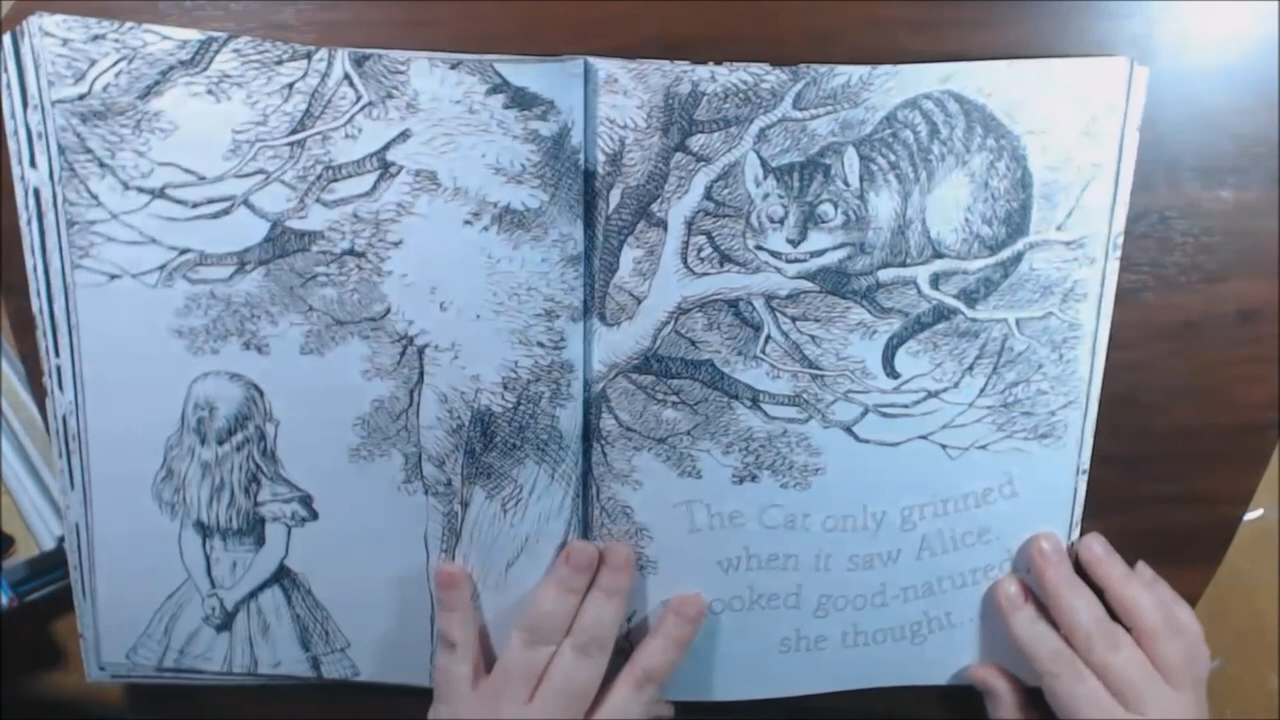 The Cat only grinned
when it saw Alice.
ooked good-natured
she thought...